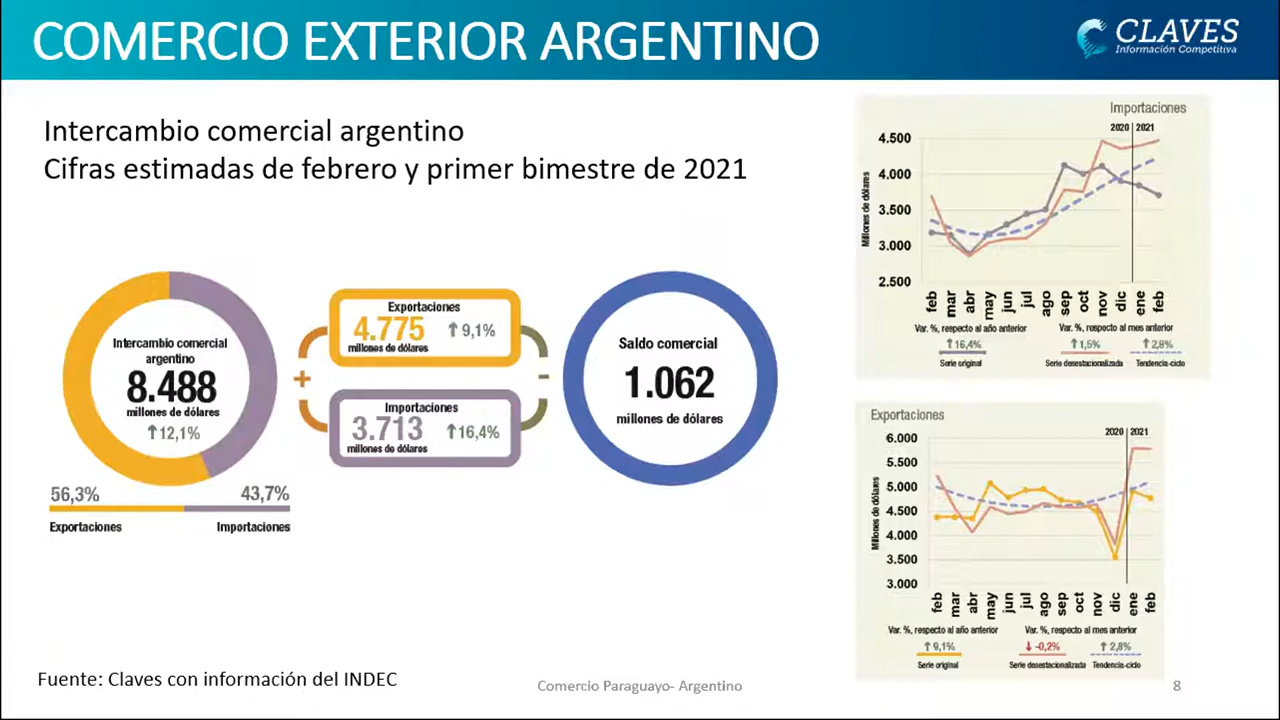 COMERCIO EXTERIOR ARGENTINO
CLAVES
Información Competitiva
Intercambio comercial argentino
Cifras estimadas de febrero y primer bimestre de 2021
Intercambio comercial
argentino
8.488
millones de dólares
↑12,1%
56,3%
43,7%
Exportaciones
Importaciones
Exportaciones
4.775
↑ 9,1%
millones de dólares
+
-
Importaciones
3.713
↑16,4%
millones de dólares
Saldo comercial
1.062
millones de dólares
Importaciones
2020 2021
Millones de dólares
4.500
4.000
3.500
3.000
2.500
feb mar abr may jun jul ago sep oct nov dic ene feb
Var. %, respecto al año anterior
Var. %, respecto al mes anterior
↑16,4%
↑1,5%
↑2,8%
Serie original
Serie desestacionalizada
Tendencia-ciclo
Exportaciones
2020 2021
Millones de dólares
6.000
5.500
5.000
4.500
4.000
3.500
3.000
feb mar abr may jun jul ago sep oct nov dic ene feb
Var. %, respecto al año anterior
Var. %, respecto al mes anterior
↑ 9,1%
↓ -0,2%
↑ 2,8%
Serie original
Serie desestacionalizada
Tendencia-ciclo
Fuente: Claves con información del INDEC
Comercio Paraguayo- Argentino
8